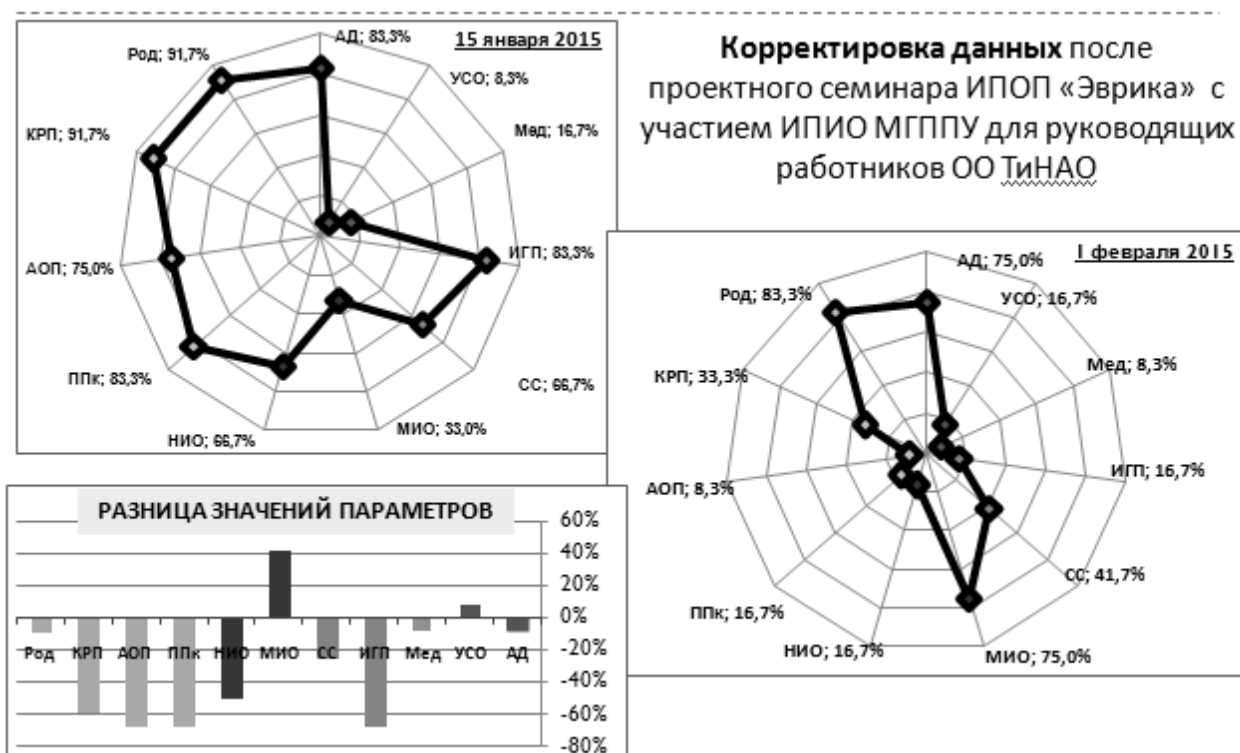 15 января 2015
АД; 83,3%
УСО; 8,3%
Мед; 16,7%
ИГП; 83,3%
СС; 66,7%
МИО; 33,0%
НИО; 66,7%
ППк; 83,3%
АОП; 75,0%
КРП; 91,7%
Род; 91,7%
Корректировка данных после
проектного семинара ИПОП «Эврика» с
участием ИПИО МГППУ для руководящих
работников ОО ТиНАО
1 февраля 2015
АД; 75,0%
УСО; 16,7%
Мед; 8,3%
ИГП; 16,7%
СС; 41,7%
МИО; 75,0%
НИО; 16,7%
ППк; 16,7%
АОП; 8,3%
КРП; 33,3%
Род; 83,3%
РАЗНИЦА ЗНАЧЕНИЙ ПАРАМЕТРОВ
60%
40%
20%
0%
-20%
-40%
-60%
-80%
Род КРП АОП ППк НИО МИО СС ИГП Мед УСО АД